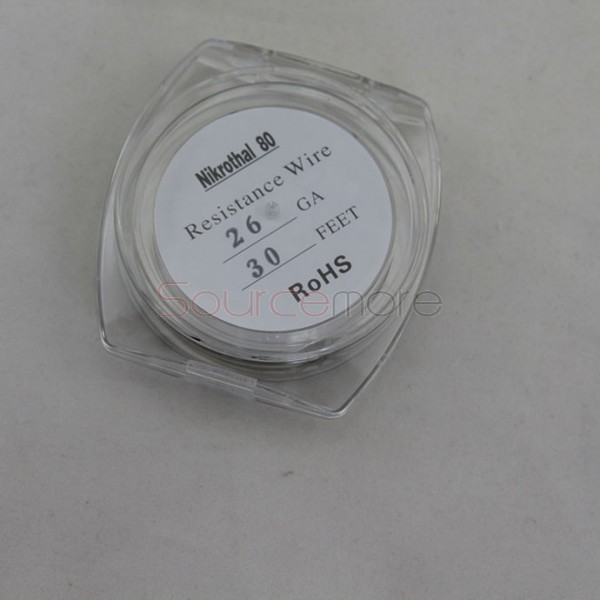 Nikrothal 80
Resistance Wire
26 GA
30 FEET
RoHS
Sourcemore